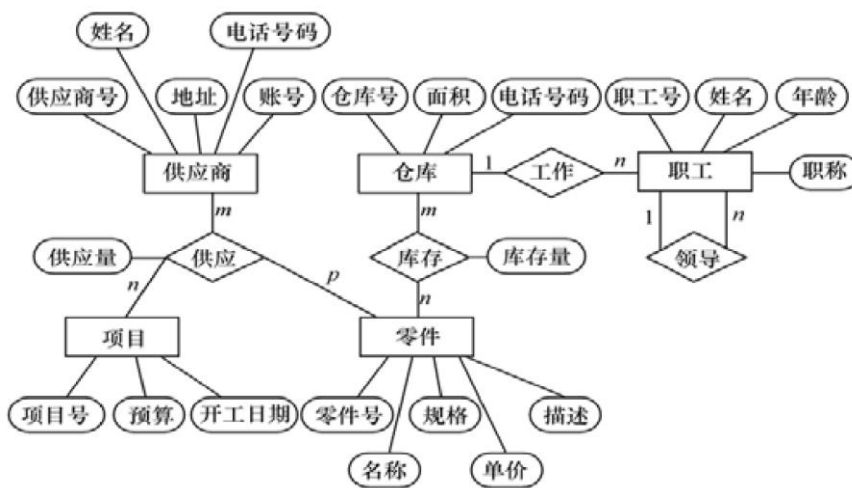 姓名 电话号码
供应商号 地址 账号 仓库号 面积 电话号码 职工号 姓名 年龄
供应商 仓库 1 工作 n 职工 职称
m m 1 n
供应量 供应 库存 库存量 领导
n p n
项目 零件
项目号 预算 开工日期 零件号 规格 描述
名称 单价